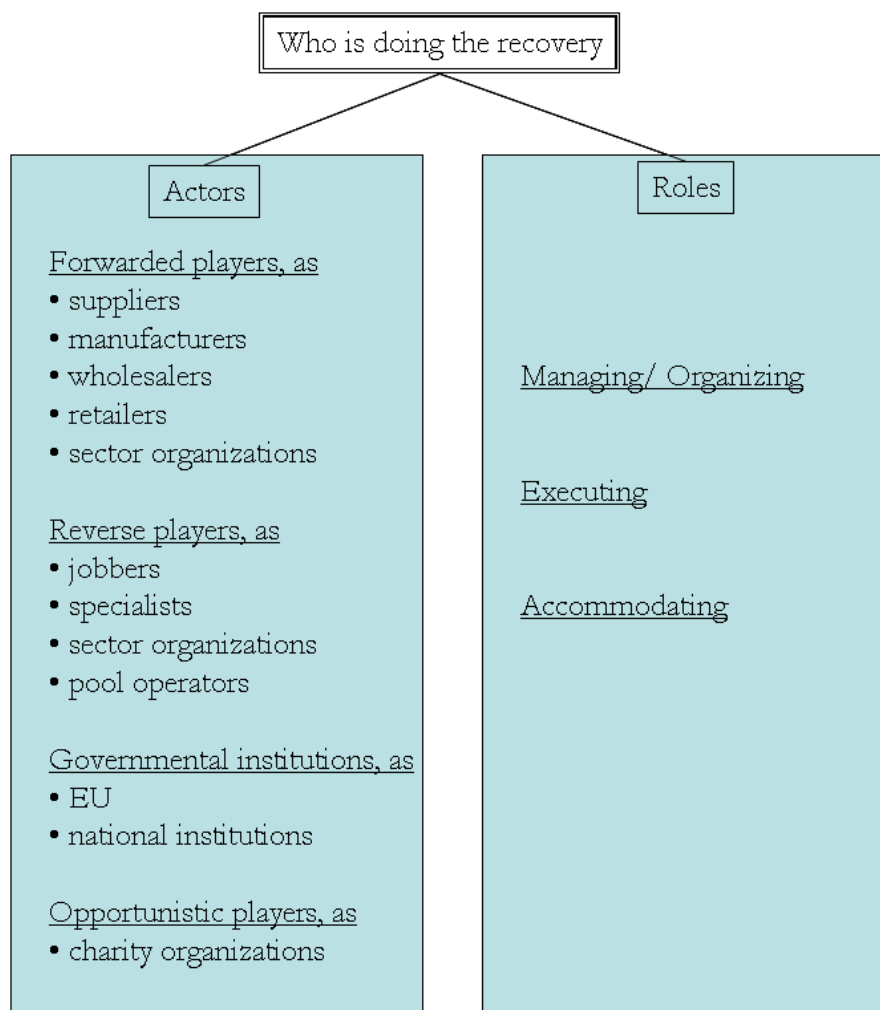 Who is doing the recovery
Actors
Forwarded players, as
• suppliers
• manufacturers
• wholesalers
• retailers
• sector organizations
Reverse players, as
• jobbers
• specialists
• sector organizations
• pool operators
Governmental institutions, as
• EU
• national institutions
Opportunistic players, as
• charity organizations
Roles
Managing/ Organizing
Executing
Accommodating